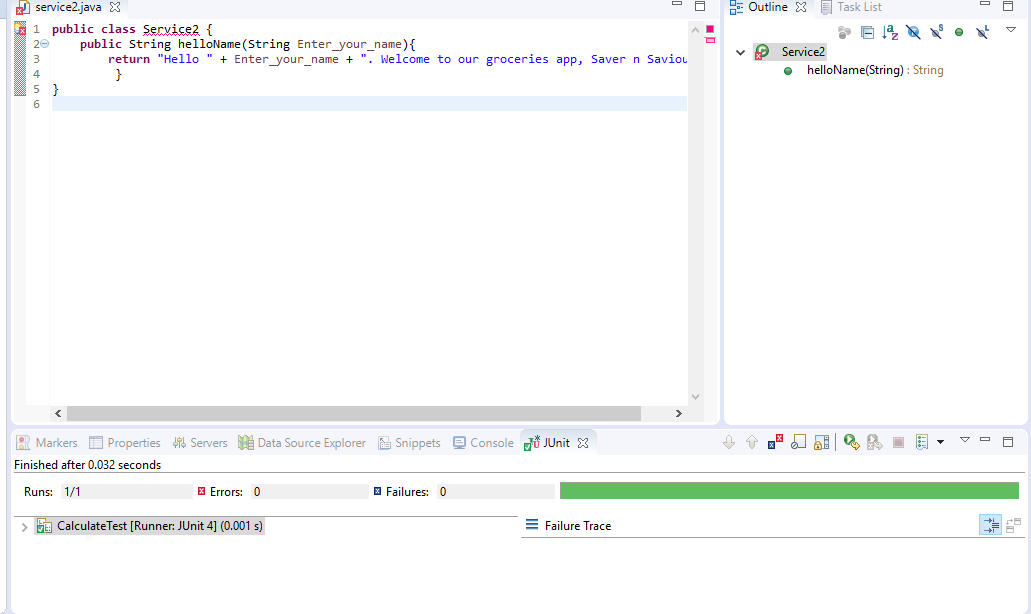 service2.java
Outline Task List
1 public class Service2 {
2 public String helloName(String Enter_your_name){
3 return "Hello " + Enter_your_name + ". Welcome to our groceries app, Saver n Saviou
4 }
5 }
6
Service2
helloName(String) : String
Markers Properties Servers Data Source Explorer Snippets Console JUnit
Finished after 0.032 seconds
Runs: 1/1 Errors: 0 Failures: 0
CalculateTest [Runner: JUnit 4] (0.001 s)
Failure Trace